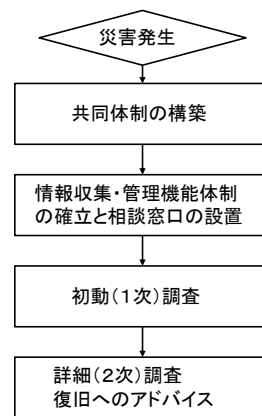 災害発生
共同体制の構築
情報収集・管理機能体制
の確立と相談窓口の設置
初動(1次)調査
詳細(2次)調査
復旧へのアドバイス